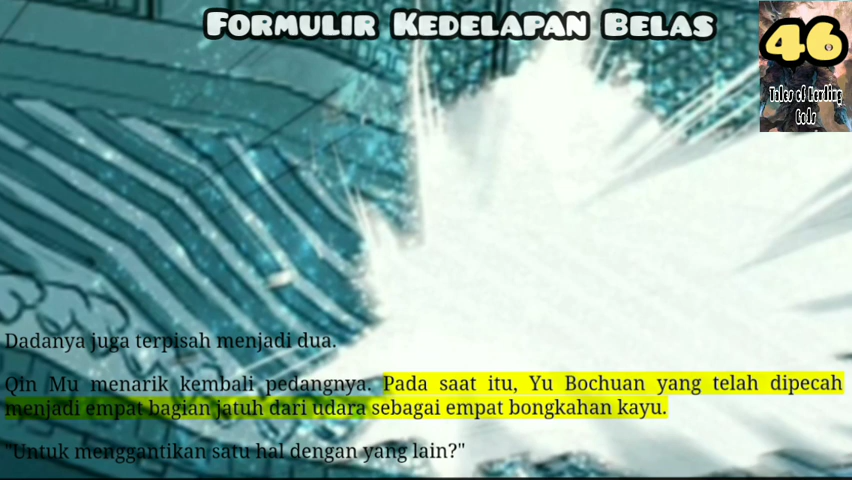 FORMULIR KEDELAPAN BELAS
46
Tales of Herding
Gods
Dadanya juga terpisah menjadi dua.
Qin Mu menarik kembali pedangnya. Pada saat itu, Yu Bochuan yang telah dipecah
menjadi empat bagian jatuh dari udara sebagai empat bongkahan kayu.
"Untuk menggantikan satu hal dengan yang lain?"